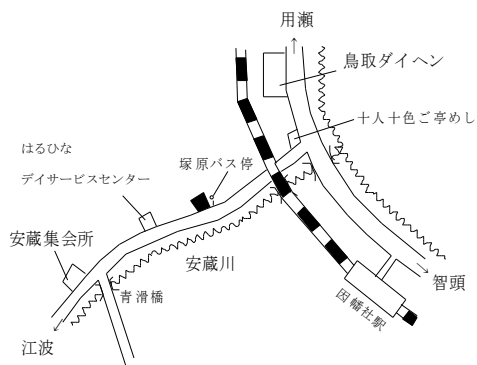 用瀬
鳥取ダイヘン
十人十色ご亭めし
はるひな
デイサービスセンター
塚原バス停
安蔵集会所
安蔵川
智頭
青滑橋
因幡社駅
江波